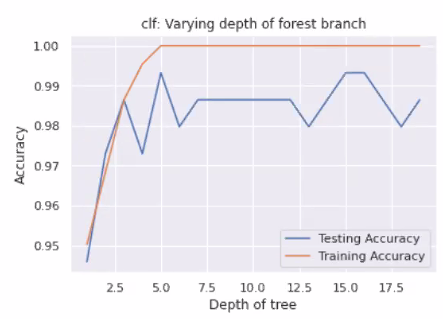 clf: Varying depth of forest branch
1.00
0.99
0.98
0.97
0.96
0.95
Accuracy
Testing Accuracy
Training Accuracy
2.5 5.0 7.5 10.0 12.5 15.0 17.5
Depth of tree